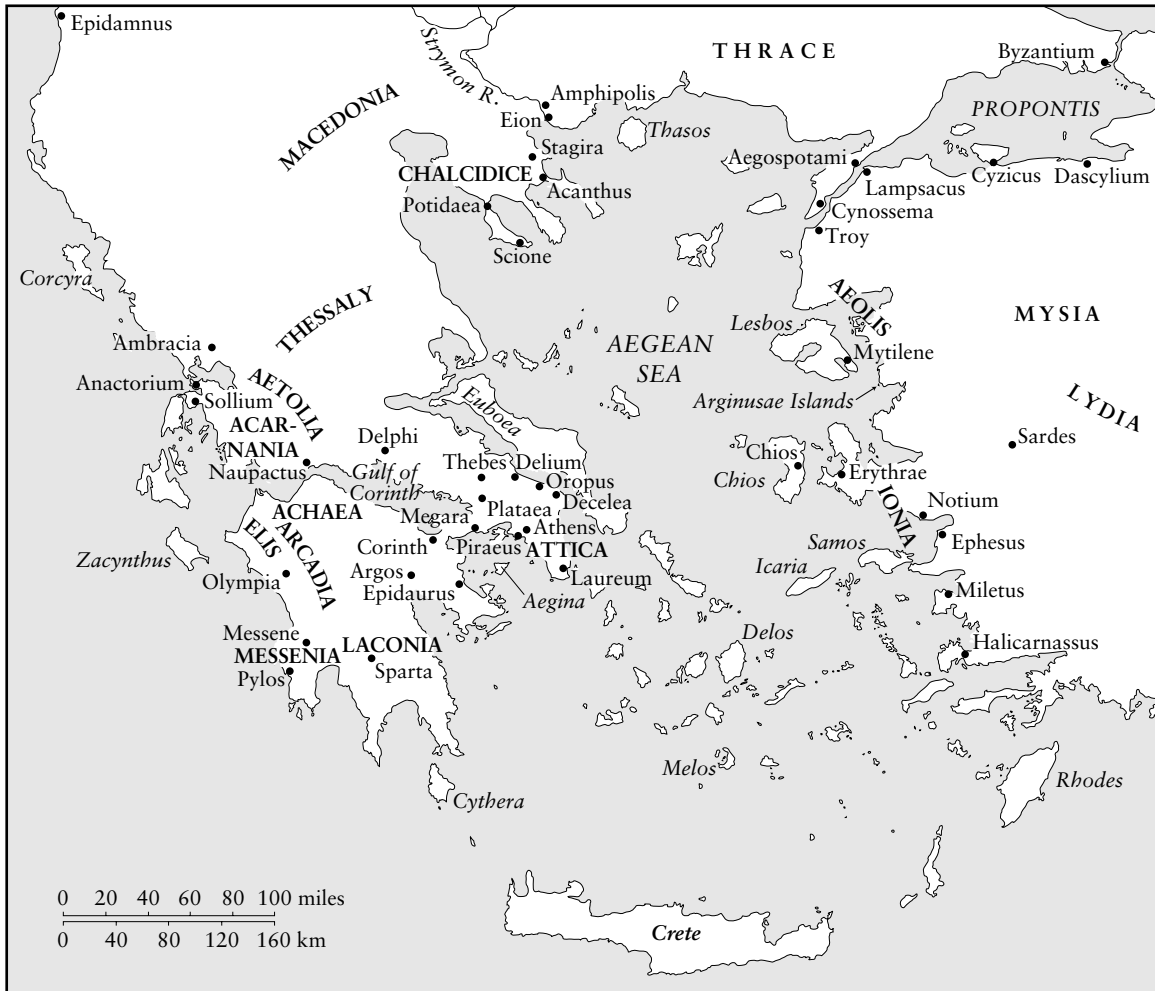 Epidamnus
THRACE
Byzantium
Strymon R.
PROPONTIS
Amphipolis
Eion
Thasos
MACEDONIA
Stagira
Aegospotami
CHALCIDICE
Acanthus
Lampsacus
Cyzicus
Dascylium
Potidaea
Cynossema
Troy
Scione
Corcyra
THESSALY
AEOLIS
MYSIA
Lesbos
Ambracia
AEGEAN
SEA
Mytilene
Anactorium
Sollium
AETOLIA
Euboea
Arginusae Islands
LYDIA
ACAR-
NANIA
Delphi
Sardes
Naupactus
Gulf of
Corinth
Thebes
Delium
Chios
Chios
Erythrae
Oropus
Decelea
IONIA
Notium
ACHAEA
Plataea
Megara
Athens
ELIS
ARCADIA
Corinth
Piraeus
ATTICA
Samos
Ephesus
Zacynthus
Olympia
Argos
Epidaurus
Aegina
Laureum
Icaria
Miletus
Messene
LACONIA
Delos
Halicarnassus
MESSENIA
Sparta
Pylos
Melos
Rhodes
Cythera
0 20 40 60 80 100 miles
0 40 80 120 160 km
Crete